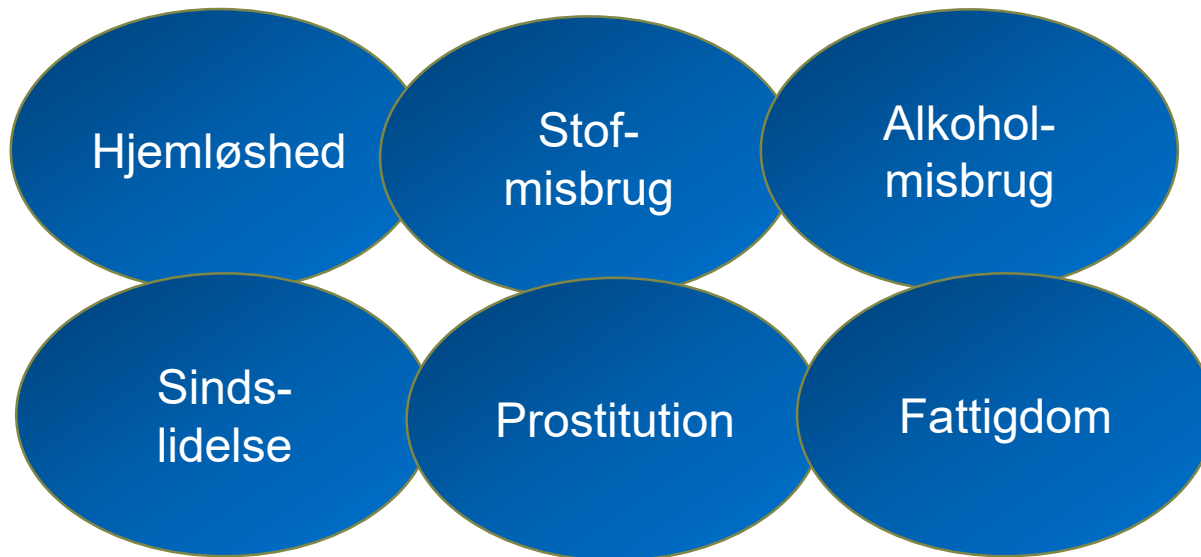 Hjemløshed
Stof-
misbrug
Alkohol-
misbrug
Sinds-
lidelse
Prostitution
Fattigdom